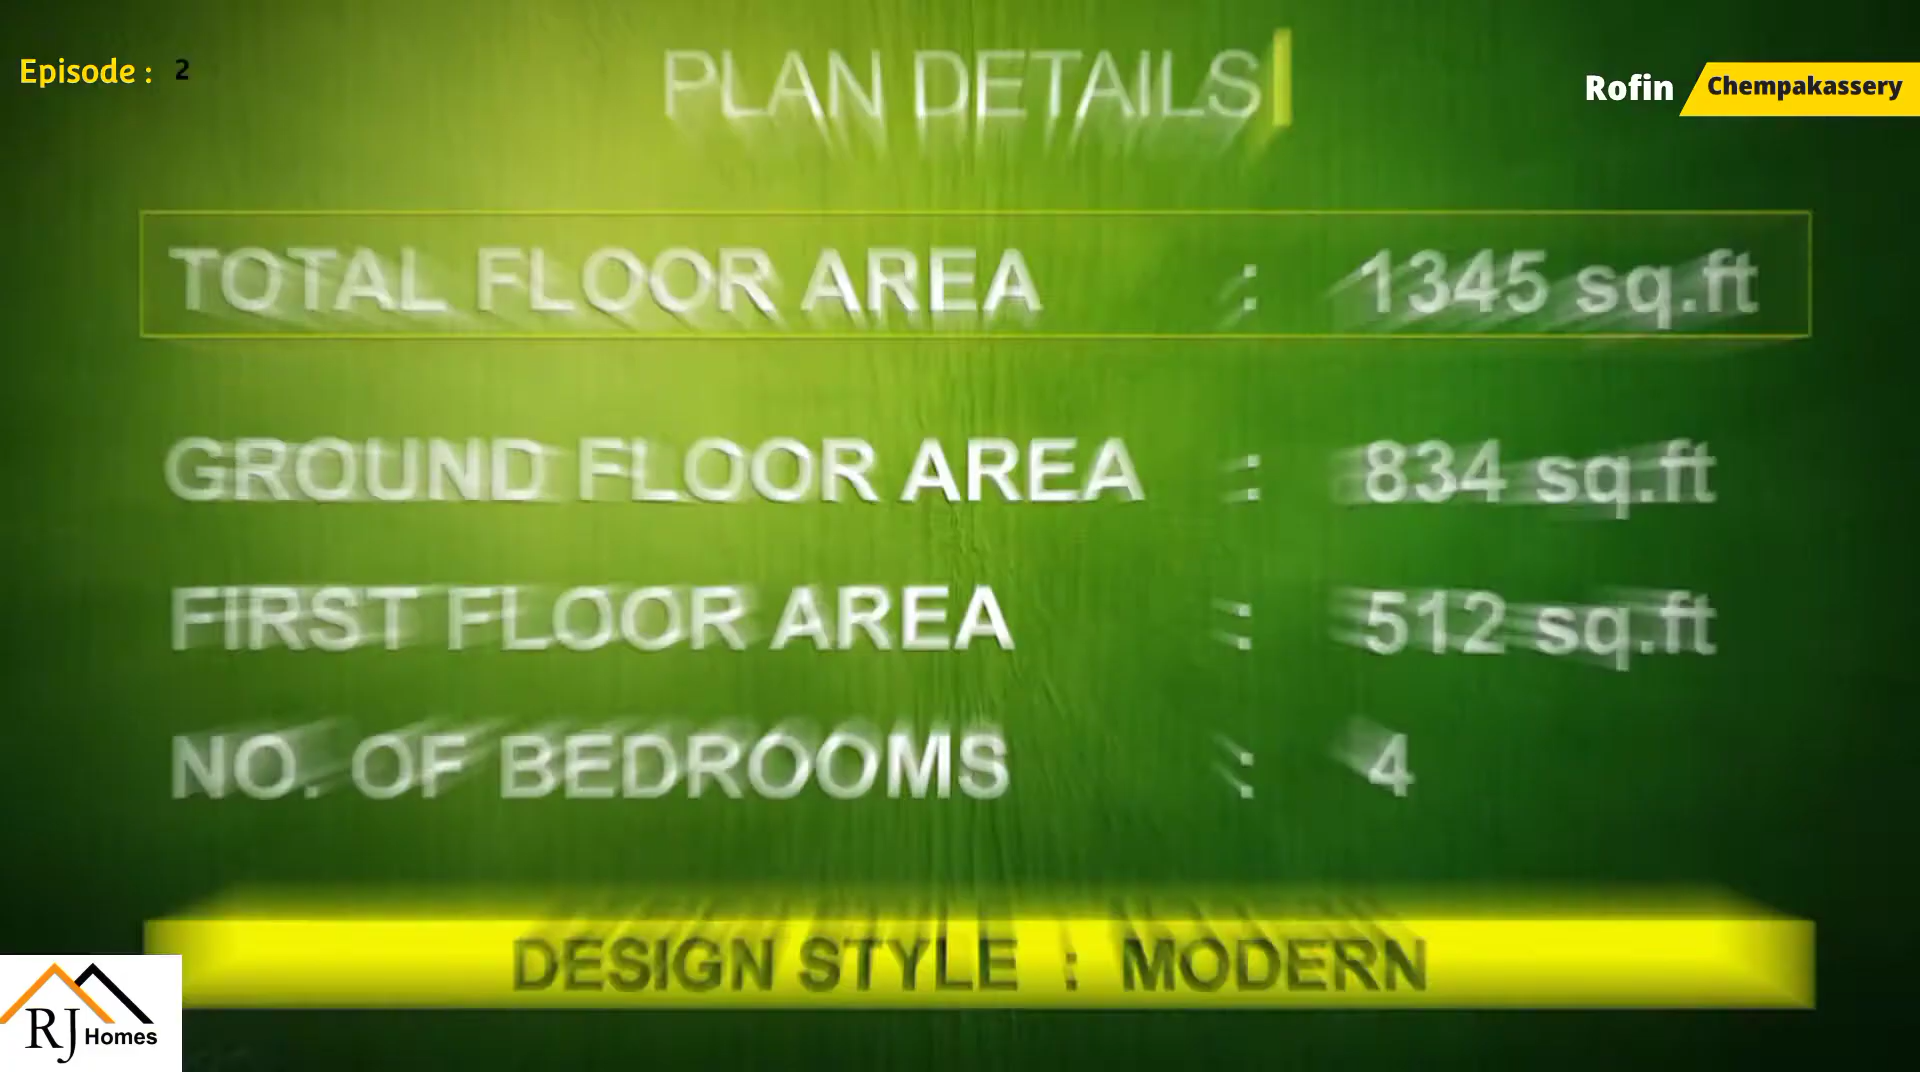 Episode : 2
PLAN DETAILS
Rofin Chempakassery
TOTAL FLOOR AREA : 1345 sq.ft
GROUND FLOOR AREA : 834 sq.ft
FIRST FLOOR AREA : 512 sq.ft
NO. OF BEDROOMS : 4
DESIGN STYLE : MODERN
RJ Homes